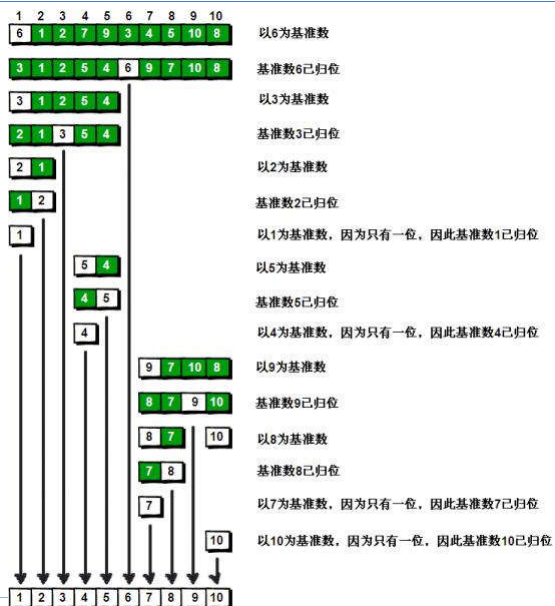 1 2 3 4 5 6 7 8 9 10
6 1 2 7 9 3 4 5 10 8 以6为基准数
3 1 2 5 4 6 9 7 10 8 基准数6已归位
3 1 2 5 4 以3为基准数
2 1 3 5 4 基准数3已归位
2 1 以2为基准数
1 2 基准数2已归位
1 以1为基准数，因为只有一位，因此基准数1已归位
5 4 以5为基准数
4 5 基准数5已归位
4 以4为基准数，因为只有一位，因此基准数4已归位
9 7 10 8 以9为基准数
8 7 9 10 基准数9已归位
8 7 10 以8为基准数
7 8 基准数8已归位
7 以7为基准数，因为只有一位，因此基准数7已归位
10 以10为基准数，因为只有一位，因此基准数10已归位
1 2 3 4 5 6 7 8 9 10